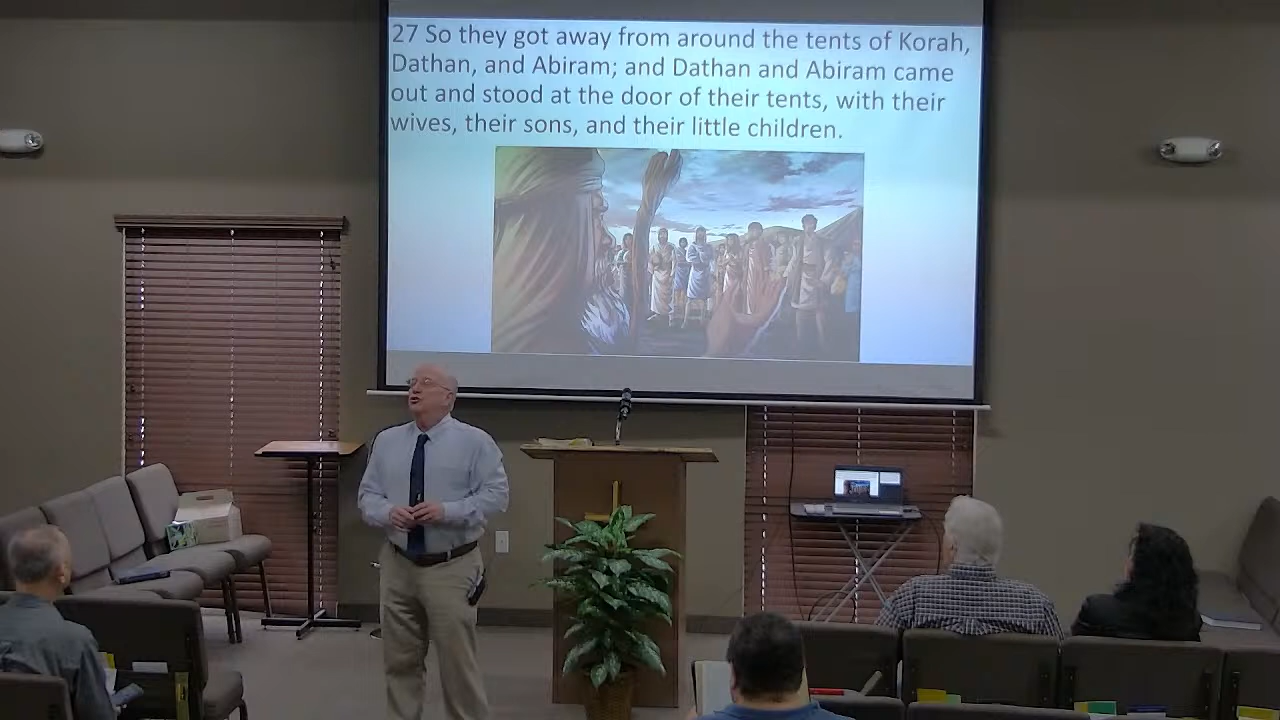 27 So they got away from around the tents of Korah,
Dathan, and Abiram; and Dathan and Abiram came
out and stood at the door of their tents, with their
wives, their sons, and their little children.